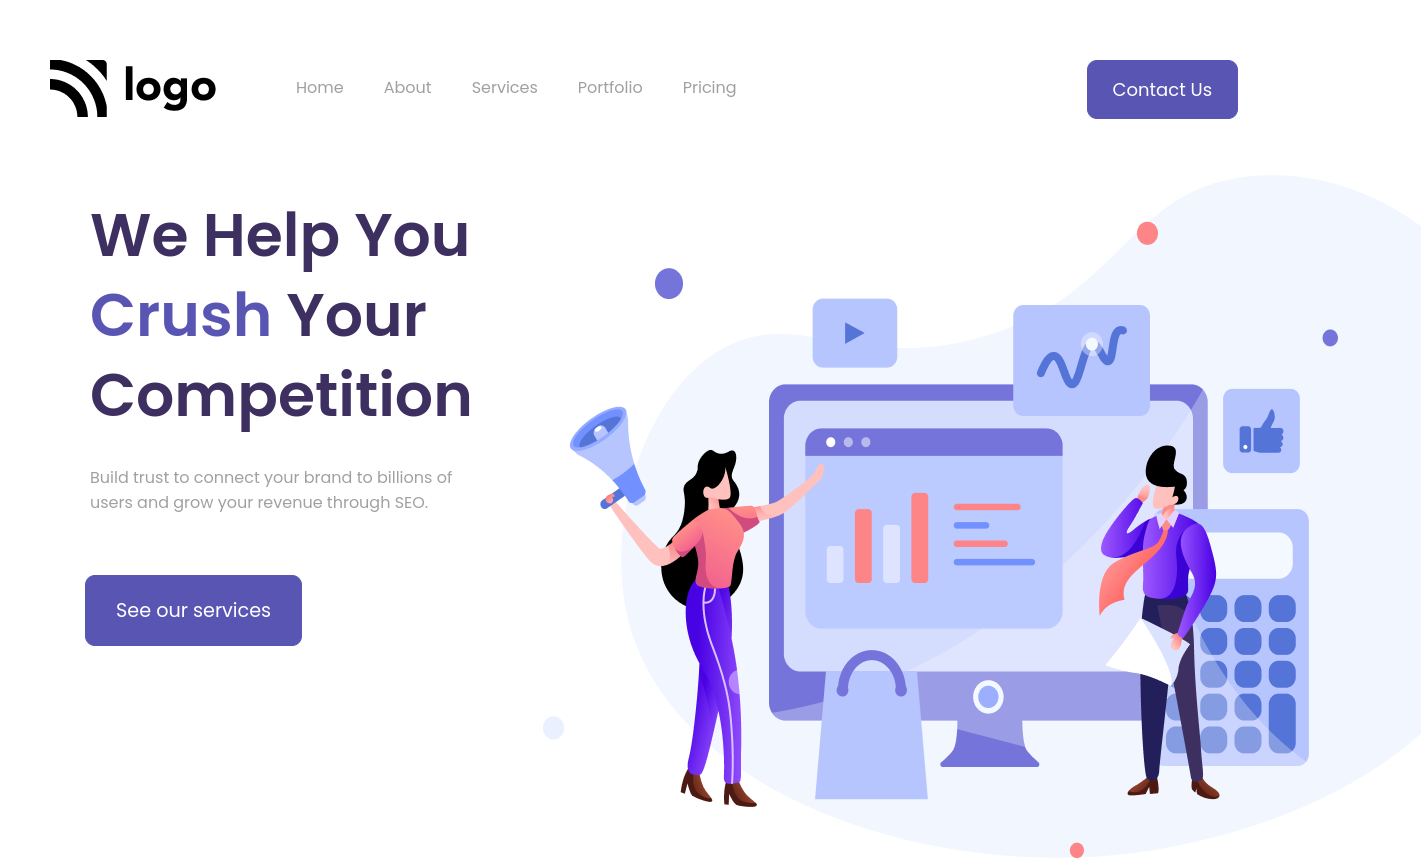 logo
Home About Services Portfolio Pricing
Contact Us
We Help You
Crush Your
Competition
Build trust to connect your brand to billions of
users and grow your revenue through SEO.
See our services